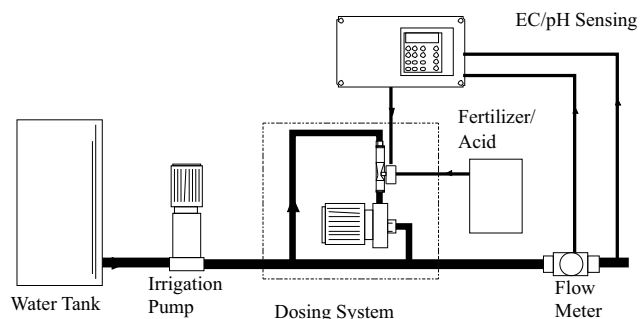 EC/pH Sensing
Fertilizer/
Acid
Water Tank
Irrigation
Pump
Dosing System
Flow
Meter